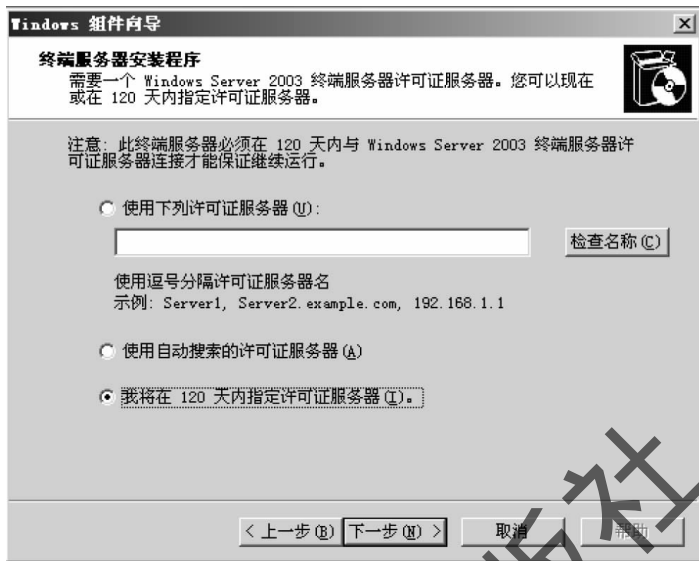 Windows 组件向导
终端服务器安装程序
需要一个 Windows Server 2003 终端服务器许可证服务器。您可以现在
或在 120 天内指定许可证服务器。
注意: 此终端服务器必须在 120 天内与 Windows Server 2003 终端服务器许
可证服务器连接才能保证继续运行。
使用下列许可证服务器(U):
检查名称(C)
使用逗号分隔许可证服务器名
示例: Server1, Server2.example.com, 192.168.1.1
使用自动搜索的许可证服务器(A)
我将在 120 天内指定许可证服务器(I)。
< 上一步(B) 下一步(N) > 取消 帮助
版社